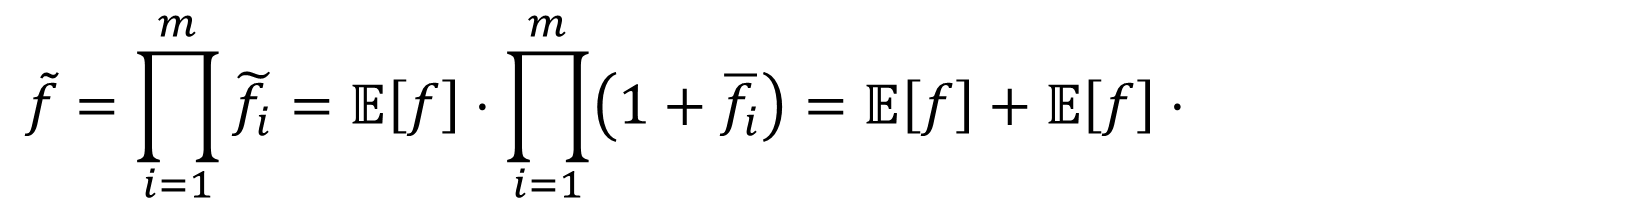 f̃ = ∏_{i=1}^{m} f̃_i = 𝔼[f] · ∏_{i=1}^{m} (1 + f̅_i) = 𝔼[f] + 𝔼[f] ·